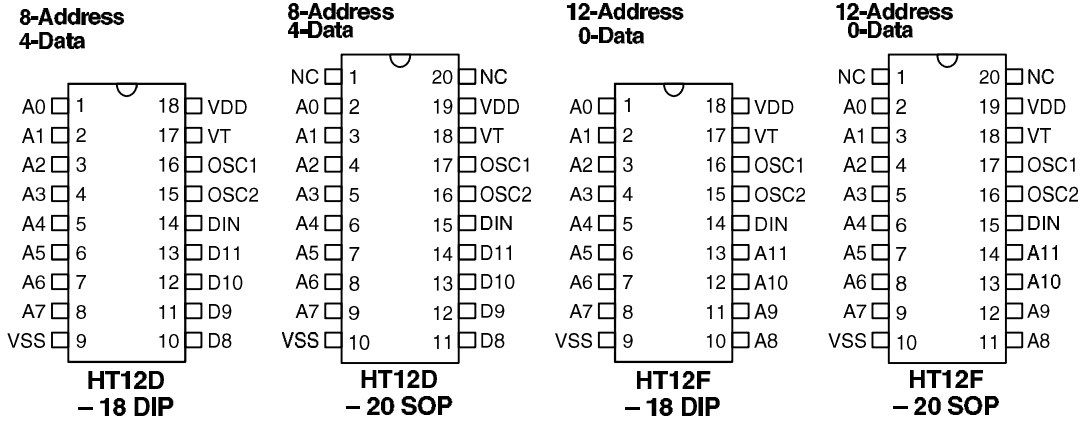 8-Address
4-Data
A0 1 18 VDD
A1 2 17 VT
A2 3 16 OSC1
A3 4 15 OSC2
A4 5 14 DIN
A5 6 13 D11
A6 7 12 D10
A7 8 11 D9
VSS 9 10 D8
HT12D
– 18 DIP
8-Address
4-Data
NC 1 20 NC
A0 2 19 VDD
A1 3 18 VT
A2 4 17 OSC1
A3 5 16 OSC2
A4 6 15 DIN
A5 7 14 D11
A6 8 13 D10
A7 9 12 D9
VSS 10 11 D8
HT12D
– 20 SOP
12-Address
0-Data
A0 1 18 VDD
A1 2 17 VT
A2 3 16 OSC1
A3 4 15 OSC2
A4 5 14 DIN
A5 6 13 A11
A6 7 12 A10
A7 8 11 A9
VSS 9 10 A8
HT12F
– 18 DIP
12-Address
0-Data
NC 1 20 NC
A0 2 19 VDD
A1 3 18 VT
A2 4 17 OSC1
A3 5 16 OSC2
A4 6 15 DIN
A5 7 14 A11
A6 8 13 A10
A7 9 12 A9
VSS 10 11 A8
HT12F
– 20 SOP